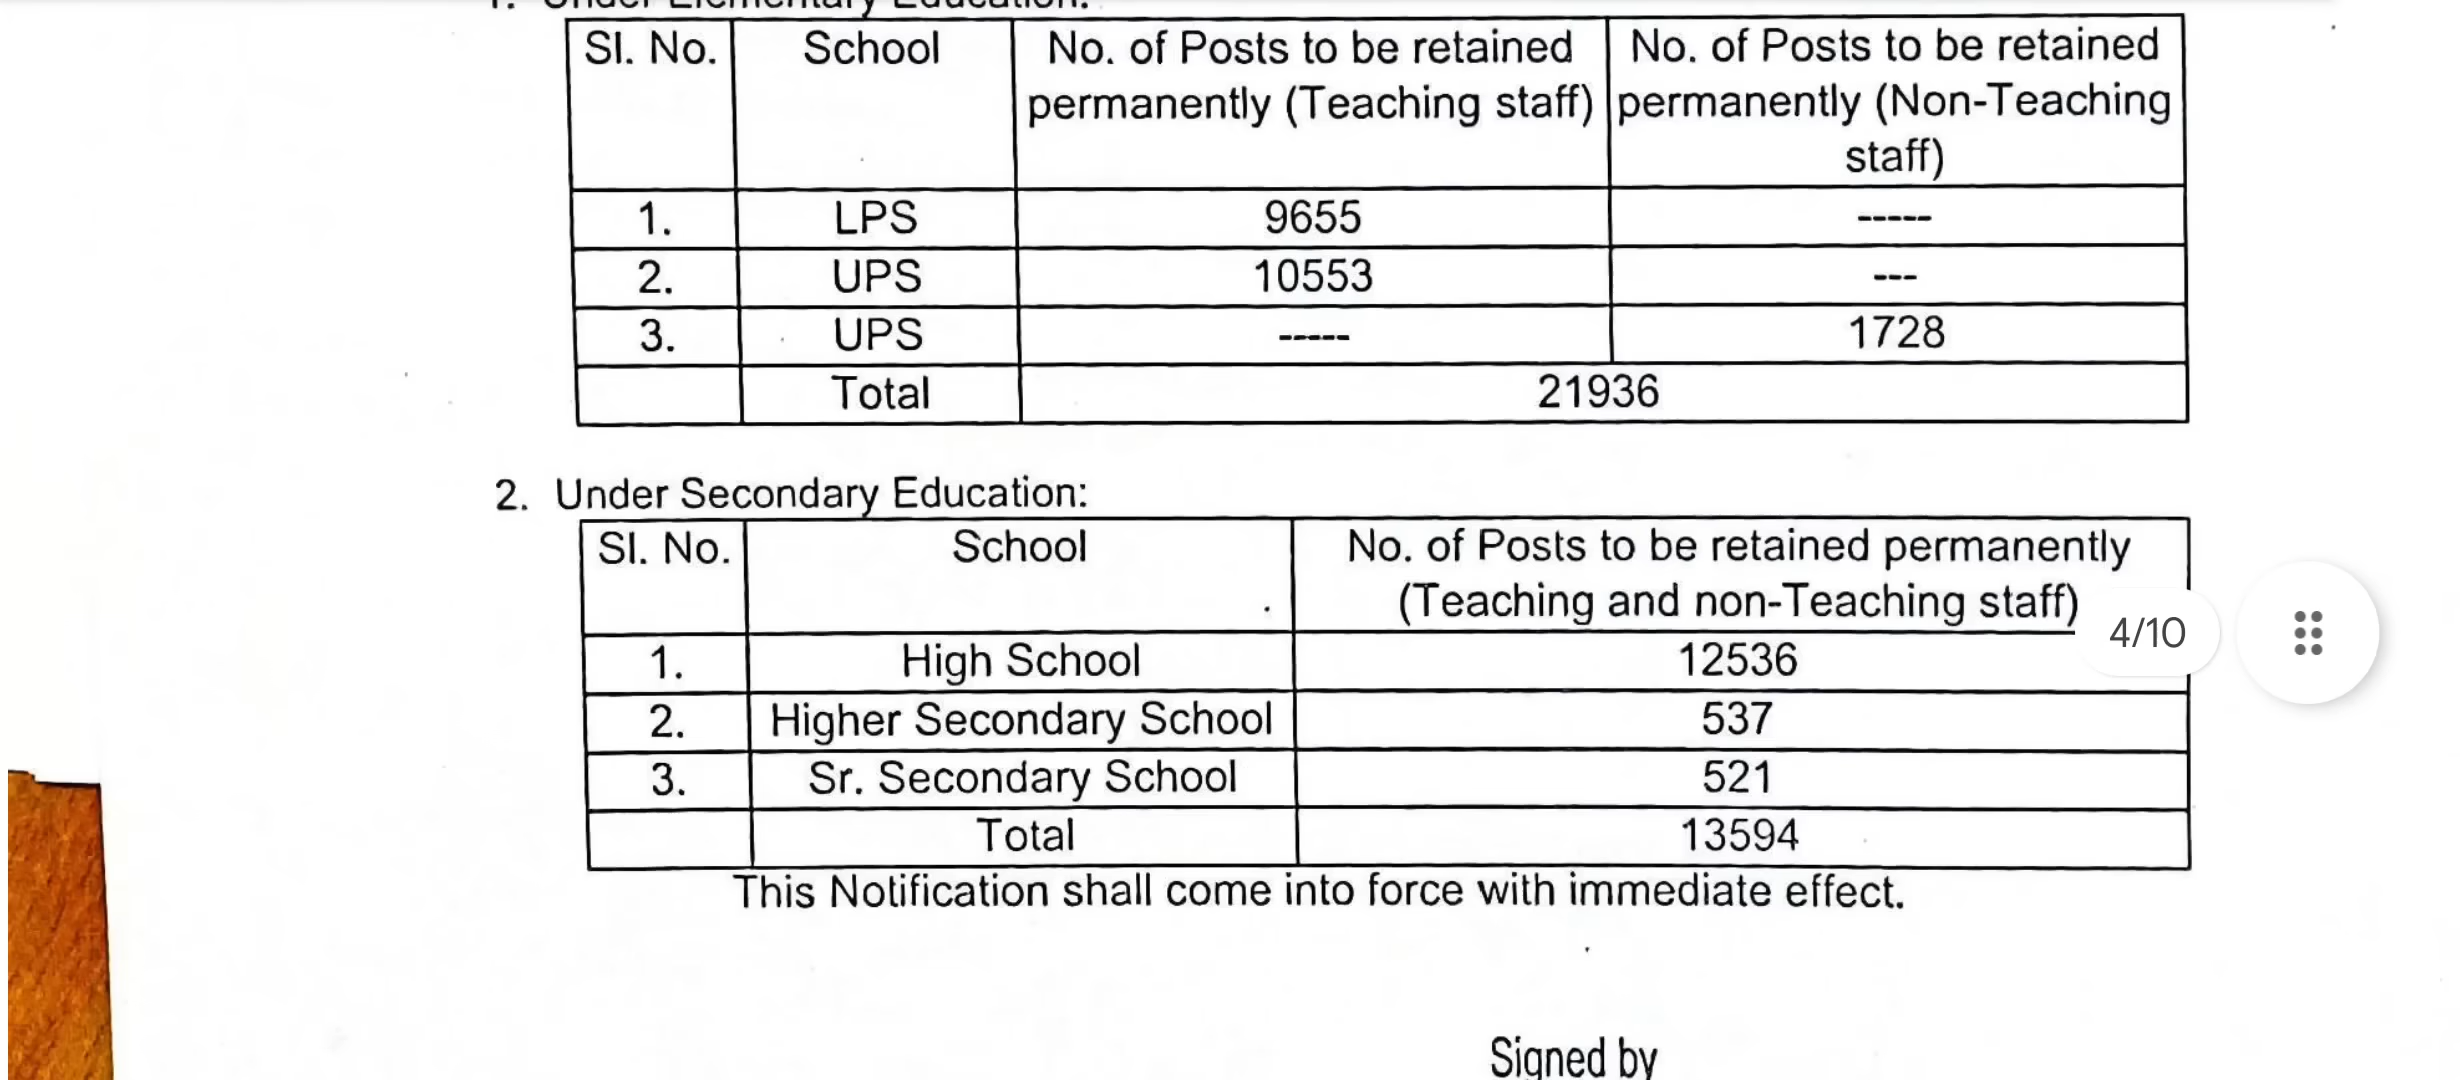 1. Under Elementary Education:
Sl. No. School No. of Posts to be retained permanently (Teaching staff) No. of Posts to be retained permanently (Non-Teaching staff)
1. LPS 9655 -----
2. UPS 10553 ---
3. UPS ----- 1728
Total 21936
2. Under Secondary Education:
Sl. No. School No. of Posts to be retained permanently (Teaching and non-Teaching staff)
1. High School 12536
2. Higher Secondary School 537
3. Sr. Secondary School 521
Total 13594
4/10
This Notification shall come into force with immediate effect.
Signed by